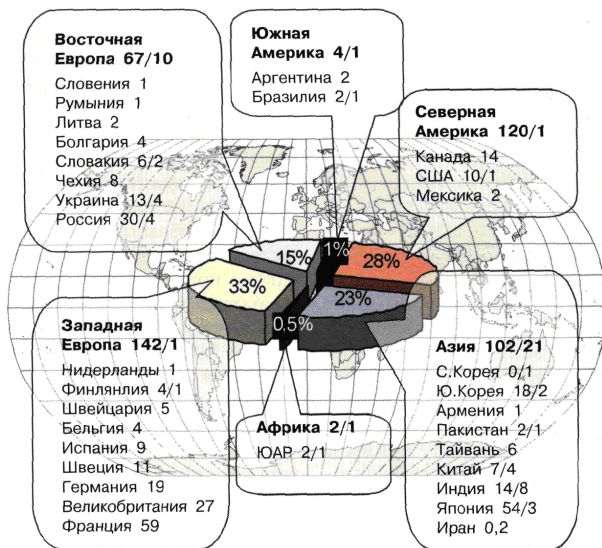 Восточная
Европа 67/10
Словения 1
Румыния 1
Литва 2
Болгария 4
Словакия 6/2
Чехия 8
Украина 13/4
Россия 30/4
Южная
Америка 4/1
Аргентина 2
Бразилия 2/1
Северная
Америка 120/1
Канада 14
США 10/1
Мексика 2
15%
1%
28%
33%
23%
0.5%
Западная
Европа 142/1
Нидерланды 1
Финлянлия 4/1
Швейцария 5
Бельгия 4
Испания 9
Швеция 11
Германия 19
Великобритания 27
Франция 59
Африка 2/1
ЮАР 2/1
Азия 102/21
С.Корея 0/1
Ю.Корея 18/2
Армения 1
Пакистан 2/1
Тайвань 6
Китай 7/4
Индия 14/8
Япония 54/3
Иран 0,2